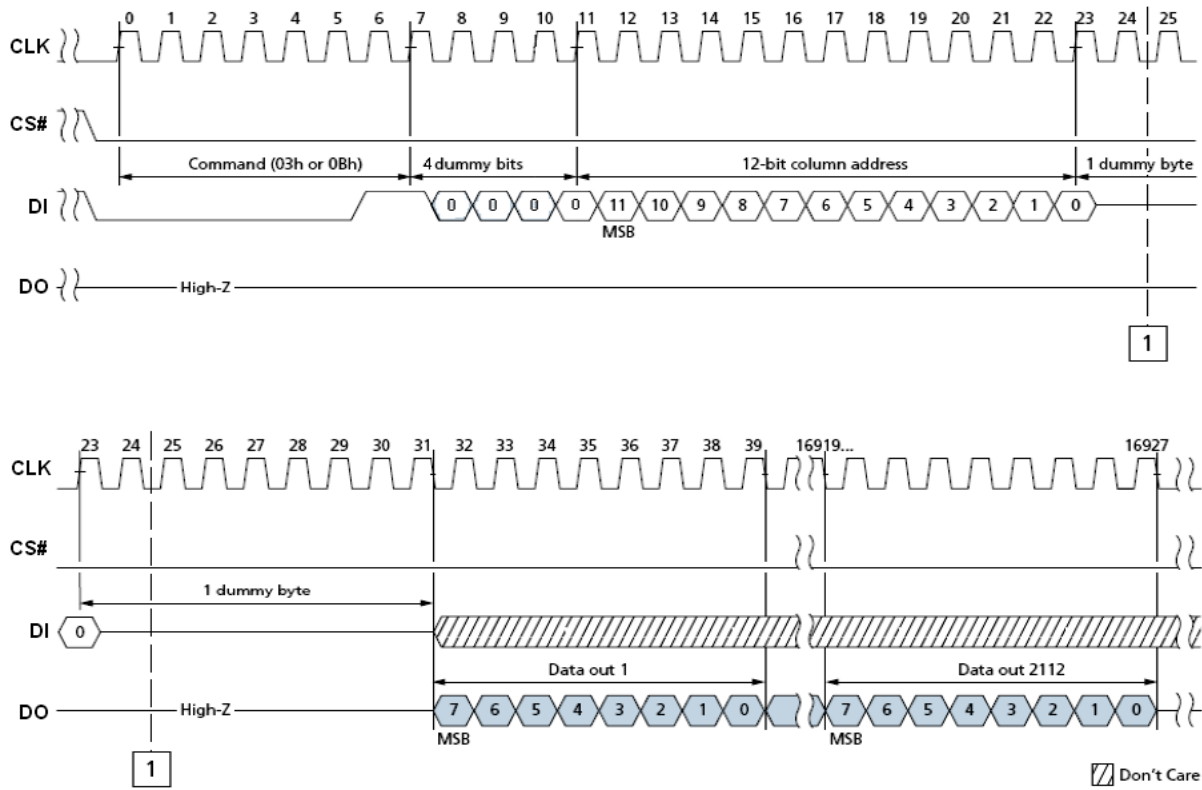 0 1 2 3 4 5 6 7 8 9 10 11 12 13 14 15 16 17 18 19 20 21 22 23 24 25
CLK
CS#
Command (03h or 0Bh) 4 dummy bits 12-bit column address 1 dummy byte
DI 0 0 0 0 11 10 9 8 7 6 5 4 3 2 1 0
MSB
DO High-Z
1
23 24 25 26 27 28 29 30 31 32 33 34 35 36 37 38 39 16919... 16927
CLK
CS#
1 dummy byte
DI 0
Data out 1 Data out 2112
DO High-Z 7 6 5 4 3 2 1 0 7 6 5 4 3 2 1 0
MSB MSB
1
Don't Care